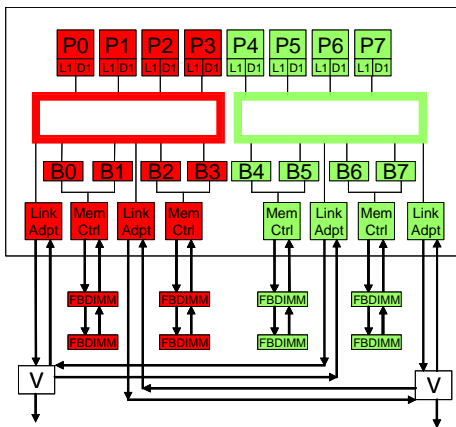 P0 P1 P2 P3 P4 P5 P6 P7
L1 D1 L1 D1 L1 D1 L1 D1 L1 D1 L1 D1 L1 D1 L1 D1
B0 B1 B2 B3 B4 B5 B6 B7
Link Mem Link Mem Mem Link Mem Link
Adpt Ctrl Adpt Ctrl Ctrl Adpt Ctrl Adpt
FBDIMM FBDIMM FBDIMM FBDIMM
FBDIMM FBDIMM FBDIMM FBDIMM
V V